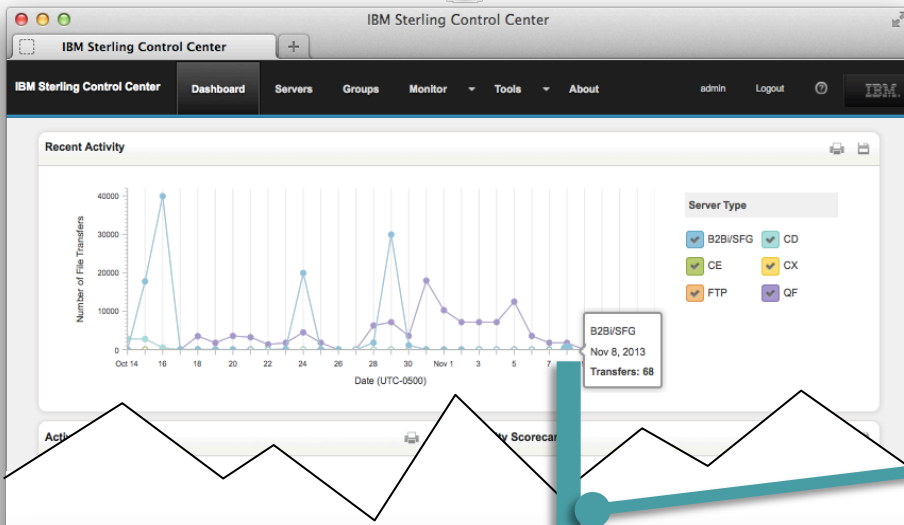 IBM Sterling Control Center
IBM Sterling Control Center
IBM Sterling Control Center Dashboard Servers Groups Monitor Tools About admin Logout ? IBM.
Recent Activity
40000
30000
20000
10000
0
Number of File Transfers
Oct 14 16 18 20 22 24 26 28 30 Nov 1 3 5 7
Date (UTC-0500)
Server Type
B2Bi/SFG CD
CE CX
FTP QF
B2Bi/SFG
Nov 8, 2013
Transfers: 68